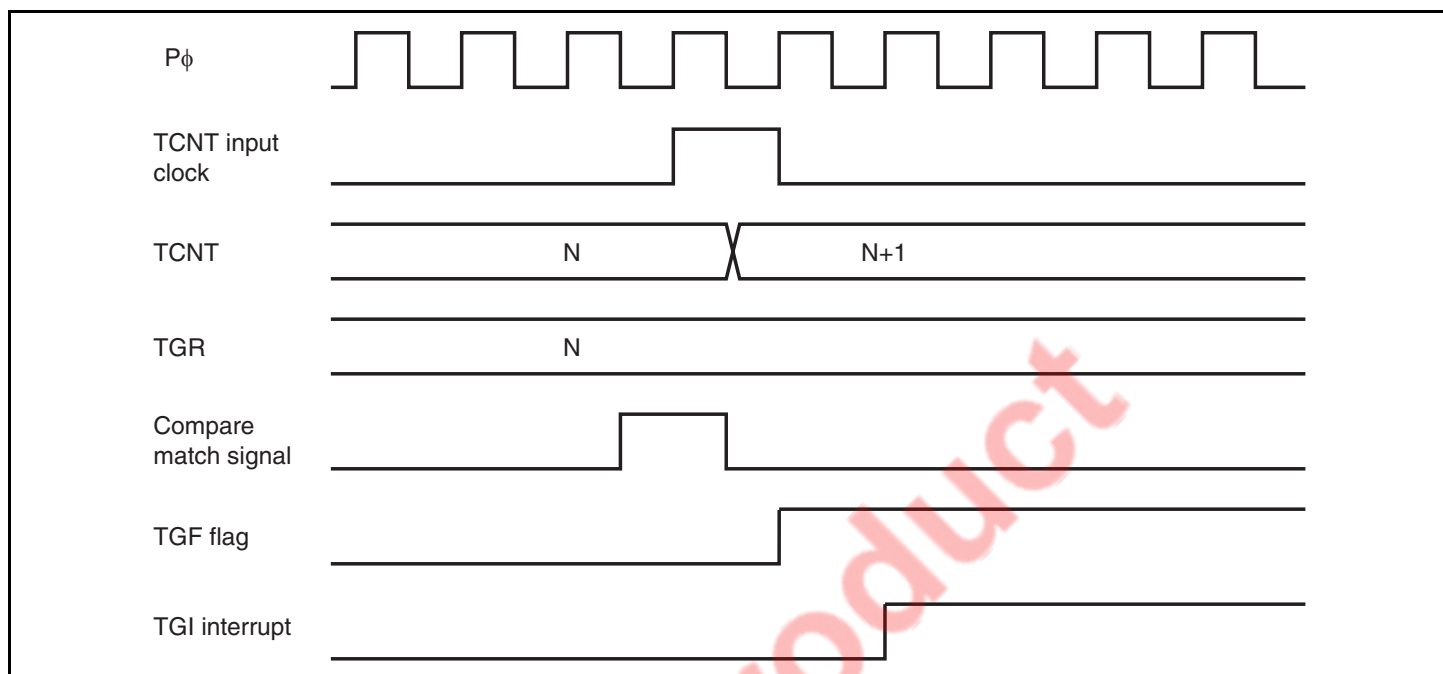 Pϕ
TCNT input
clock
TCNT
N
N+1
TGR
N
Compare
match signal
TGF flag
TGI interrupt